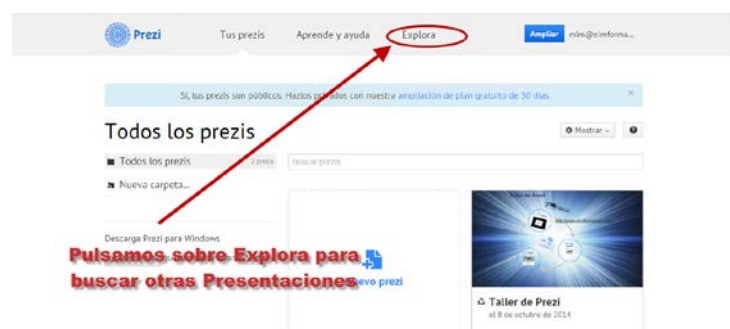 Prezi Tus prezis Aprende y ayuda Explora Ampliar
Sí, tus prezis son públicos. Hazlos privados con nuestra ampliación de plan gratuito de 30 días
Todos los prezis
Mostrar
Todos los prezis 2 prezis Buscar prezis
Nueva carpeta...
Descarga Prezi para Windows
Pulsamos sobre Explora para
buscar otras Presentaciones
prezi
Taller de Prezi
el 8 de octubre de 2014